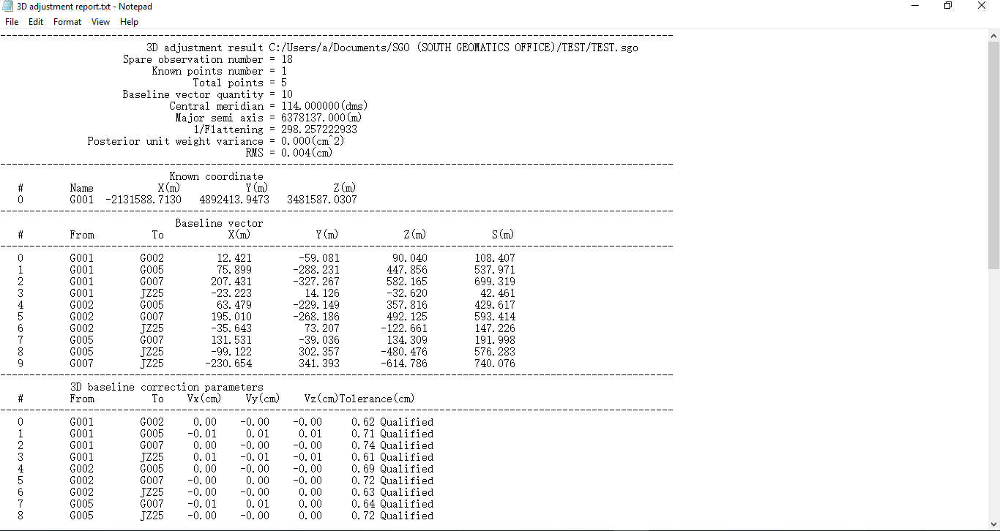 3D adjustment report.txt - Notepad
File Edit Format View Help
3D adjustment result C:/Users/a/Documents/SGO (SOUTH GEOMATICS OFFICE)/TEST/TEST.sgo
Spare observation number = 18
Known points number = 1
Total points = 5
Baseline vector quantity = 10
Central meridian = 114.000000(dms)
Major semi axis = 6378137.000(m)
1/Flattening = 298.257222933
Posterior unit weight variance = 0.000(cm^2)
RMS = 0.004(cm)
Known coordinate
# Name X(m) Y(m) Z(m)
0 G001 -2131588.7130 4892413.9473 3481587.0307
Baseline vector
# From To X(m) Y(m) Z(m) S(m)
0 G001 G002 12.421 -59.081 90.040 108.407
1 G001 G005 75.899 -288.231 447.856 537.971
2 G001 G007 207.431 -327.267 582.165 699.319
3 G001 JZ25 -23.223 14.126 -32.620 42.461
4 G002 G005 63.479 -229.149 357.816 429.617
5 G002 G007 195.010 -268.186 492.125 593.414
6 G002 JZ25 -35.643 73.207 -122.661 147.226
7 G005 G007 131.531 -39.036 134.309 191.998
8 G005 JZ25 -99.122 302.357 -480.476 576.283
9 G007 JZ25 -230.654 341.393 -614.786 740.076
3D baseline correction parameters
# From To Vx(cm) Vy(cm) Vz(cm)Tolerance(cm)
0 G001 G002 0.00 -0.00 -0.00 0.62 Qualified
1 G001 G005 -0.01 0.01 0.01 0.71 Qualified
2 G001 G007 0.00 -0.00 -0.00 0.74 Qualified
3 G001 JZ25 0.01 -0.01 -0.01 0.61 Qualified
4 G002 G005 0.00 -0.00 -0.00 0.69 Qualified
5 G002 G007 -0.00 0.00 -0.00 0.72 Qualified
6 G002 JZ25 -0.00 -0.00 0.00 0.63 Qualified
7 G005 G007 -0.01 0.01 0.00 0.64 Qualified
8 G005 JZ25 -0.00 -0.00 0.00 0.72 Qualified